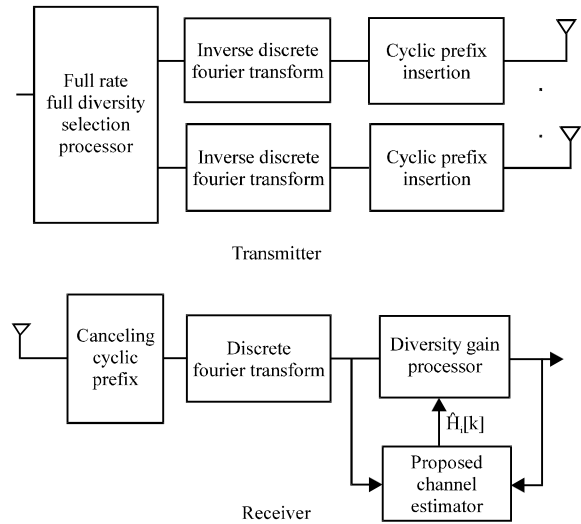 Full rate
full diversity
selection
processor
Inverse discrete
fourier transform
Cyclic prefix
insertion
Inverse discrete
fourier transform
Cyclic prefix
insertion
Transmitter
Canceling
cyclic
prefix
Discrete
fourier transform
Diversity gain
processor
Ĥᵢ[k]
Proposed
channel
estimator
Receiver